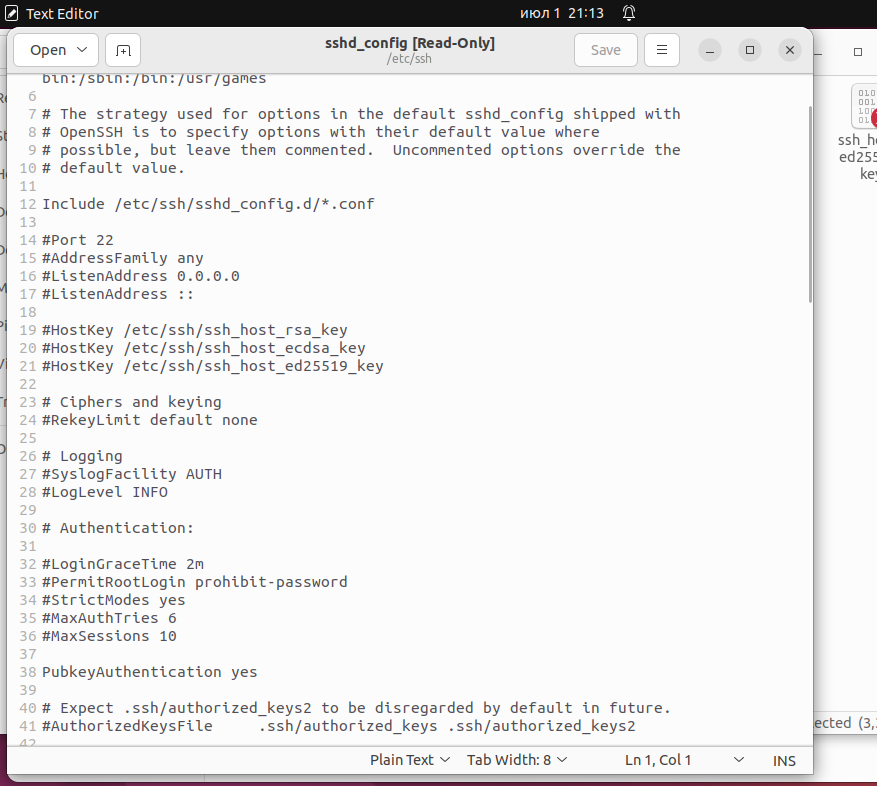 Text Editor
июл 1 21:13
Open
sshd_config [Read-Only]
/etc/ssh
Save
bin:/sbin:/bin:/usr/games
6
7 # The strategy used for options in the default sshd_config shipped with
8 # OpenSSH is to specify options with their default value where
9 # possible, but leave them commented.  Uncommented options override the
10 # default value.
11
12 Include /etc/ssh/sshd_config.d/*.conf
13
14 #Port 22
15 #AddressFamily any
16 #ListenAddress 0.0.0.0
17 #ListenAddress ::
18
19 #HostKey /etc/ssh/ssh_host_rsa_key
20 #HostKey /etc/ssh/ssh_host_ecdsa_key
21 #HostKey /etc/ssh/ssh_host_ed25519_key
22
23 # Ciphers and keying
24 #RekeyLimit default none
25
26 # Logging
27 #SyslogFacility AUTH
28 #LogLevel INFO
29
30 # Authentication:
31
32 #LoginGraceTime 2m
33 #PermitRootLogin prohibit-password
34 #StrictModes yes
35 #MaxAuthTries 6
36 #MaxSessions 10
37
38 PubkeyAuthentication yes
39
40 # Expect .ssh/authorized_keys2 to be disregarded by default in future.
41 #AuthorizedKeysFile     .ssh/authorized_keys .ssh/authorized_keys2
42
Plain Text
Tab Width: 8
Ln 1, Col 1
INS
ssh_h
ed255
key
ected (3,